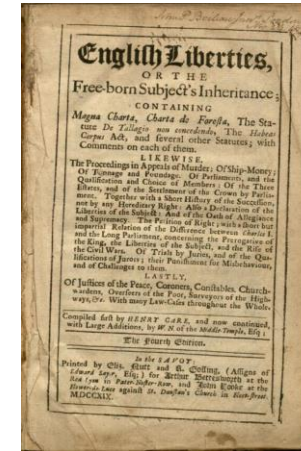 English Liberties,
OR THE
Free-born Subject's Inheritance;
CONTAINING
Magna Charta, Charta de Foresta, The Sta-
tute De Tallagio non concedendo, The Habeas
Corpus Act, and several other Statutes; with
Comments on each of them.
LIKEWISE,
The Proceedings in Appeals of Murder; Of Ship-Money;
Of Tonnage and Poundage. Of Parliaments, and the
Qualification and Choice of Members: Of the Three
Estates, and of the Settlement of the Crown by Parlia-
ment. Together with a short History of the Succession,
not by any Hereditary Right: Also a Declaration of the
Liberties of the Subject: And of the Oath of Allegiance
and Supremacy. The Petition of Right; with a short but
impartial Relation of the Difference between Charles I.
and the Long Parliament, concerning the Prerogative of
the King, the Liberties of the Subject, and the Rise of
the Civil Wars. Of Trials by Juries, and of the Qua-
lifications of Jurors; their Punishment for Misbehaviour,
and of Challenges to them.
LASTLY,
Of Justices of the Peace, Coroners, Constables, Church-
wardens, Overseers of the Poor, Surveyors of the High-
ways, &c. With many Law-Cases throughout the Whole.
Compiled first by HENRY CARE, and now continued,
with Large Additions, by W. N. of the Middle-Temple, Esq;
The Fourth Edition.
In the SAVOY:
Printed by Eliz. Nutt and R. Gosling, (Assigns of
Edward Sayer, Esq;) for Arthur Bettesworth at the
Red Lyon in Pater-Noster-Row, and John Hooke at the
Flower-de-Luce against St. Dunstan's Church in Fleet-street.
MDCCXIX.